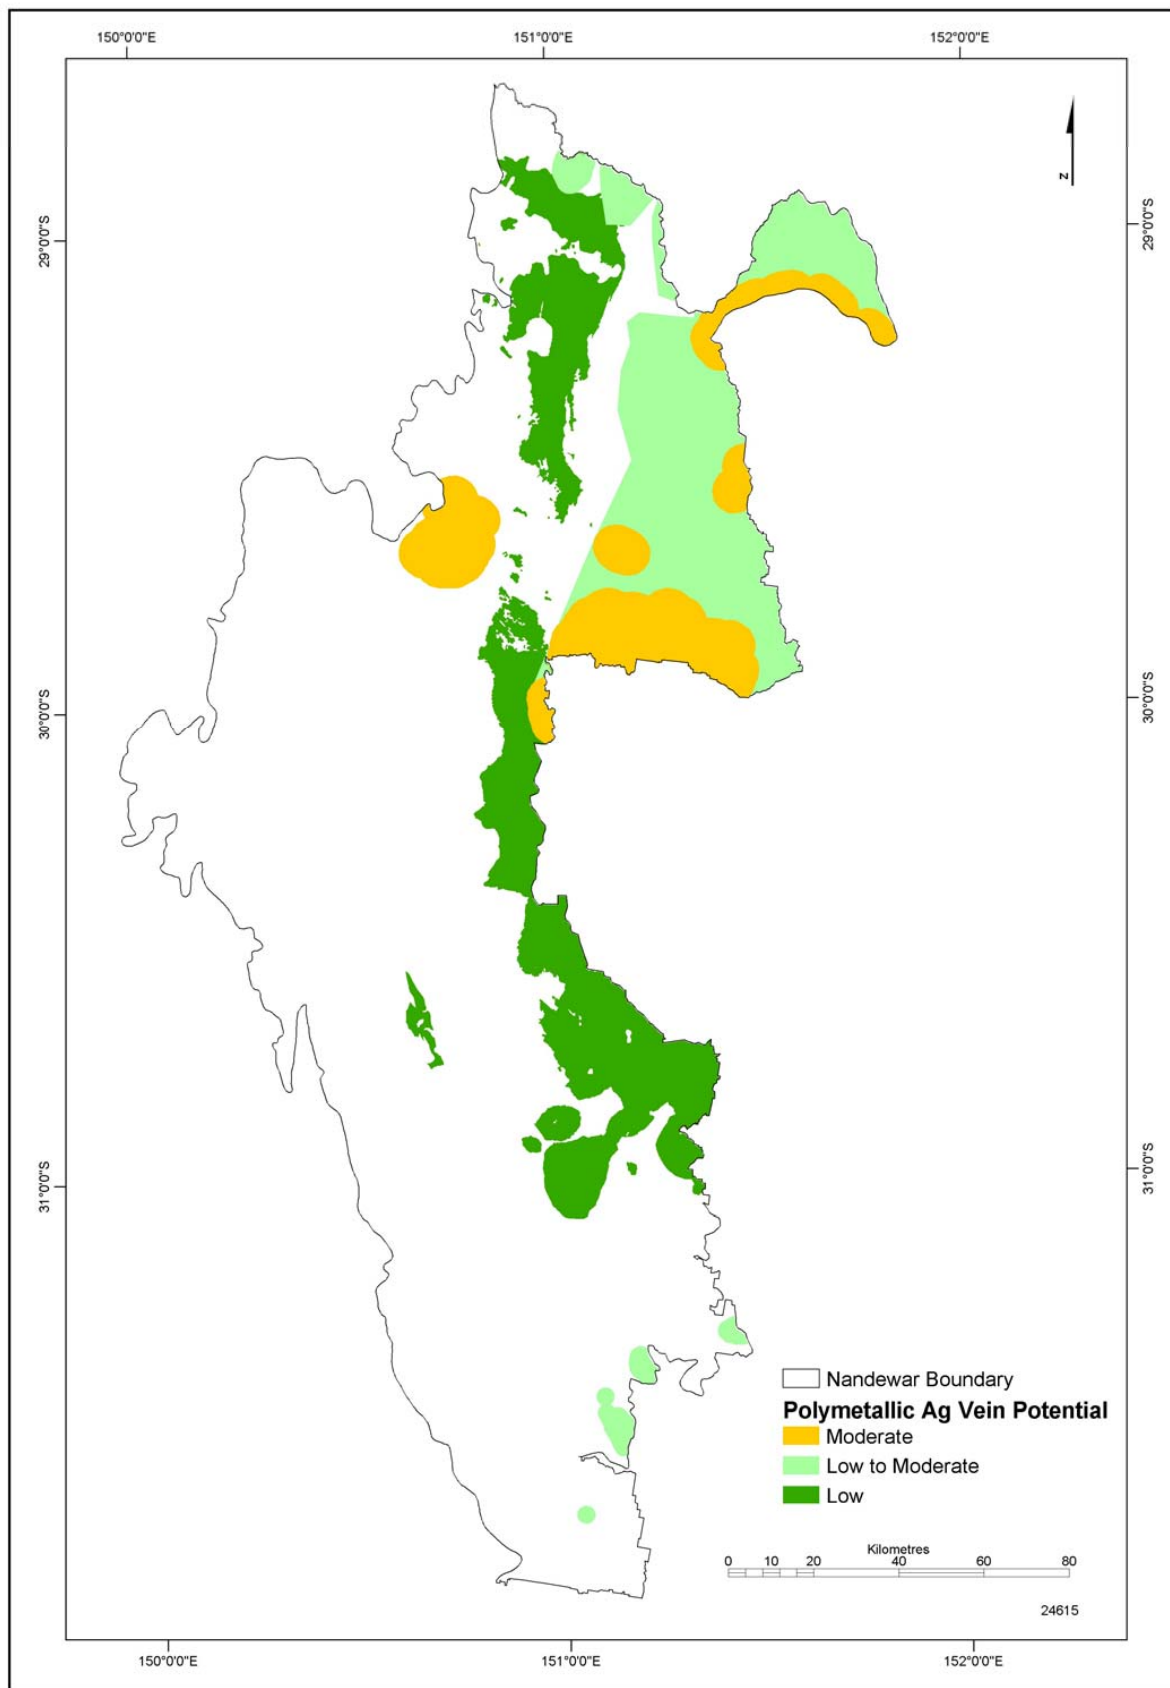 150°0'0"E
151°0'0"E
152°0'0"E
z
29°0'0"S
29°0'0"S
30°0'0"S
30°0'0"S
31°0'0"S
31°0'0"S
Nandewar Boundary
Polymetallic Ag Vein Potential
Moderate
Low to Moderate
Low
Kilometres
0 10 20 40 60 80
24615
150°0'0"E
151°0'0"E
152°0'0"E